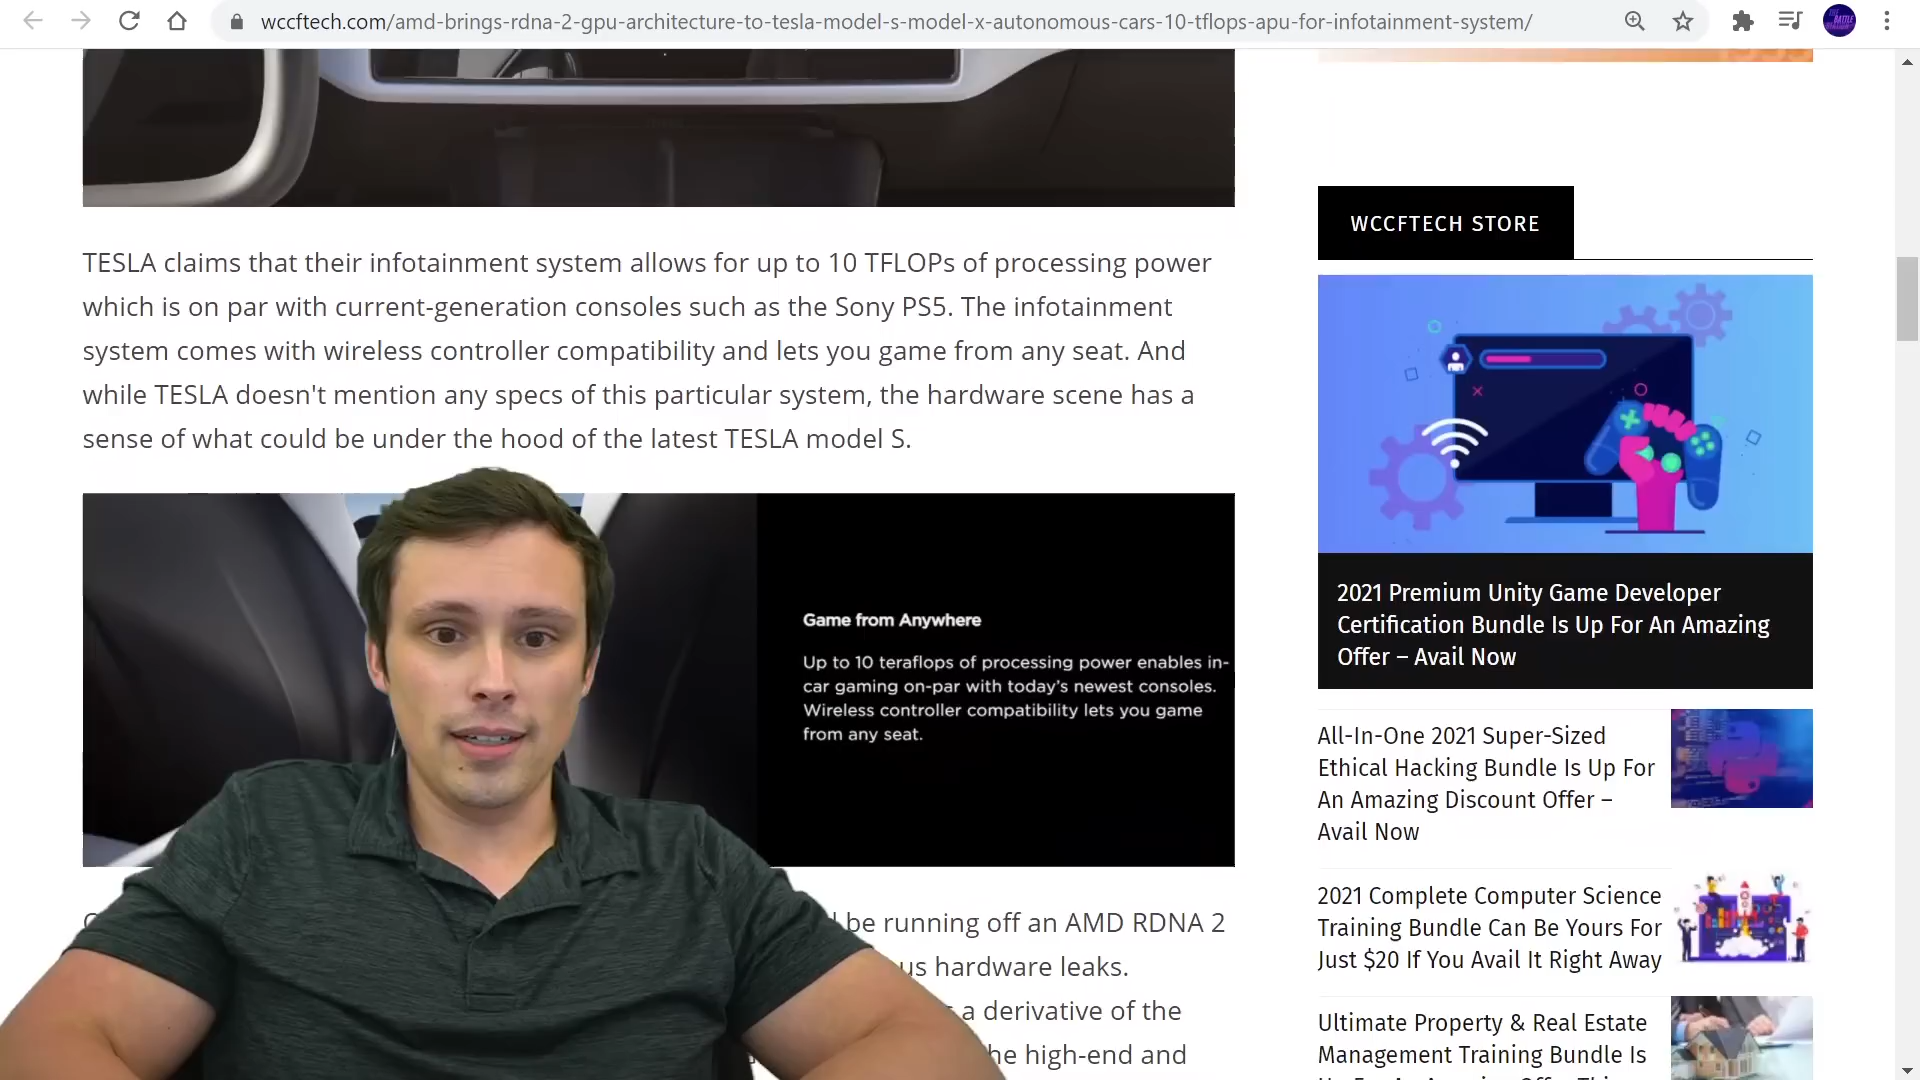 wccftech.com/amd-brings-rdna-2-gpu-architecture-to-tesla-model-s-model-x-autonomous-cars-10-tflops-apu-for-infotainment-system/
TESLA claims that their infotainment system allows for up to 10 TFLOPs of processing power
which is on par with current-generation consoles such as the Sony PS5. The infotainment
system comes with wireless controller compatibility and lets you game from any seat. And
while TESLA doesn't mention any specs of this particular system, the hardware scene has a
sense of what could be under the hood of the latest TESLA model S.
Game from Anywhere
Up to 10 teraflops of processing power enables in-
car gaming on-par with today's newest consoles.
Wireless controller compatibility lets you game
from any seat.
be running off an AMD RDNA 2
hardware leaks.
a derivative of the
high-end and
WCCFTECH STORE
2021 Premium Unity Game Developer
Certification Bundle Is Up For An Amazing
Offer – Avail Now
All-In-One 2021 Super-Sized
Ethical Hacking Bundle Is Up For
An Amazing Discount Offer –
Avail Now
2021 Complete Computer Science
Training Bundle Can Be Yours For
Just $20 If You Avail It Right Away
Ultimate Property & Real Estate
Management Training Bundle Is